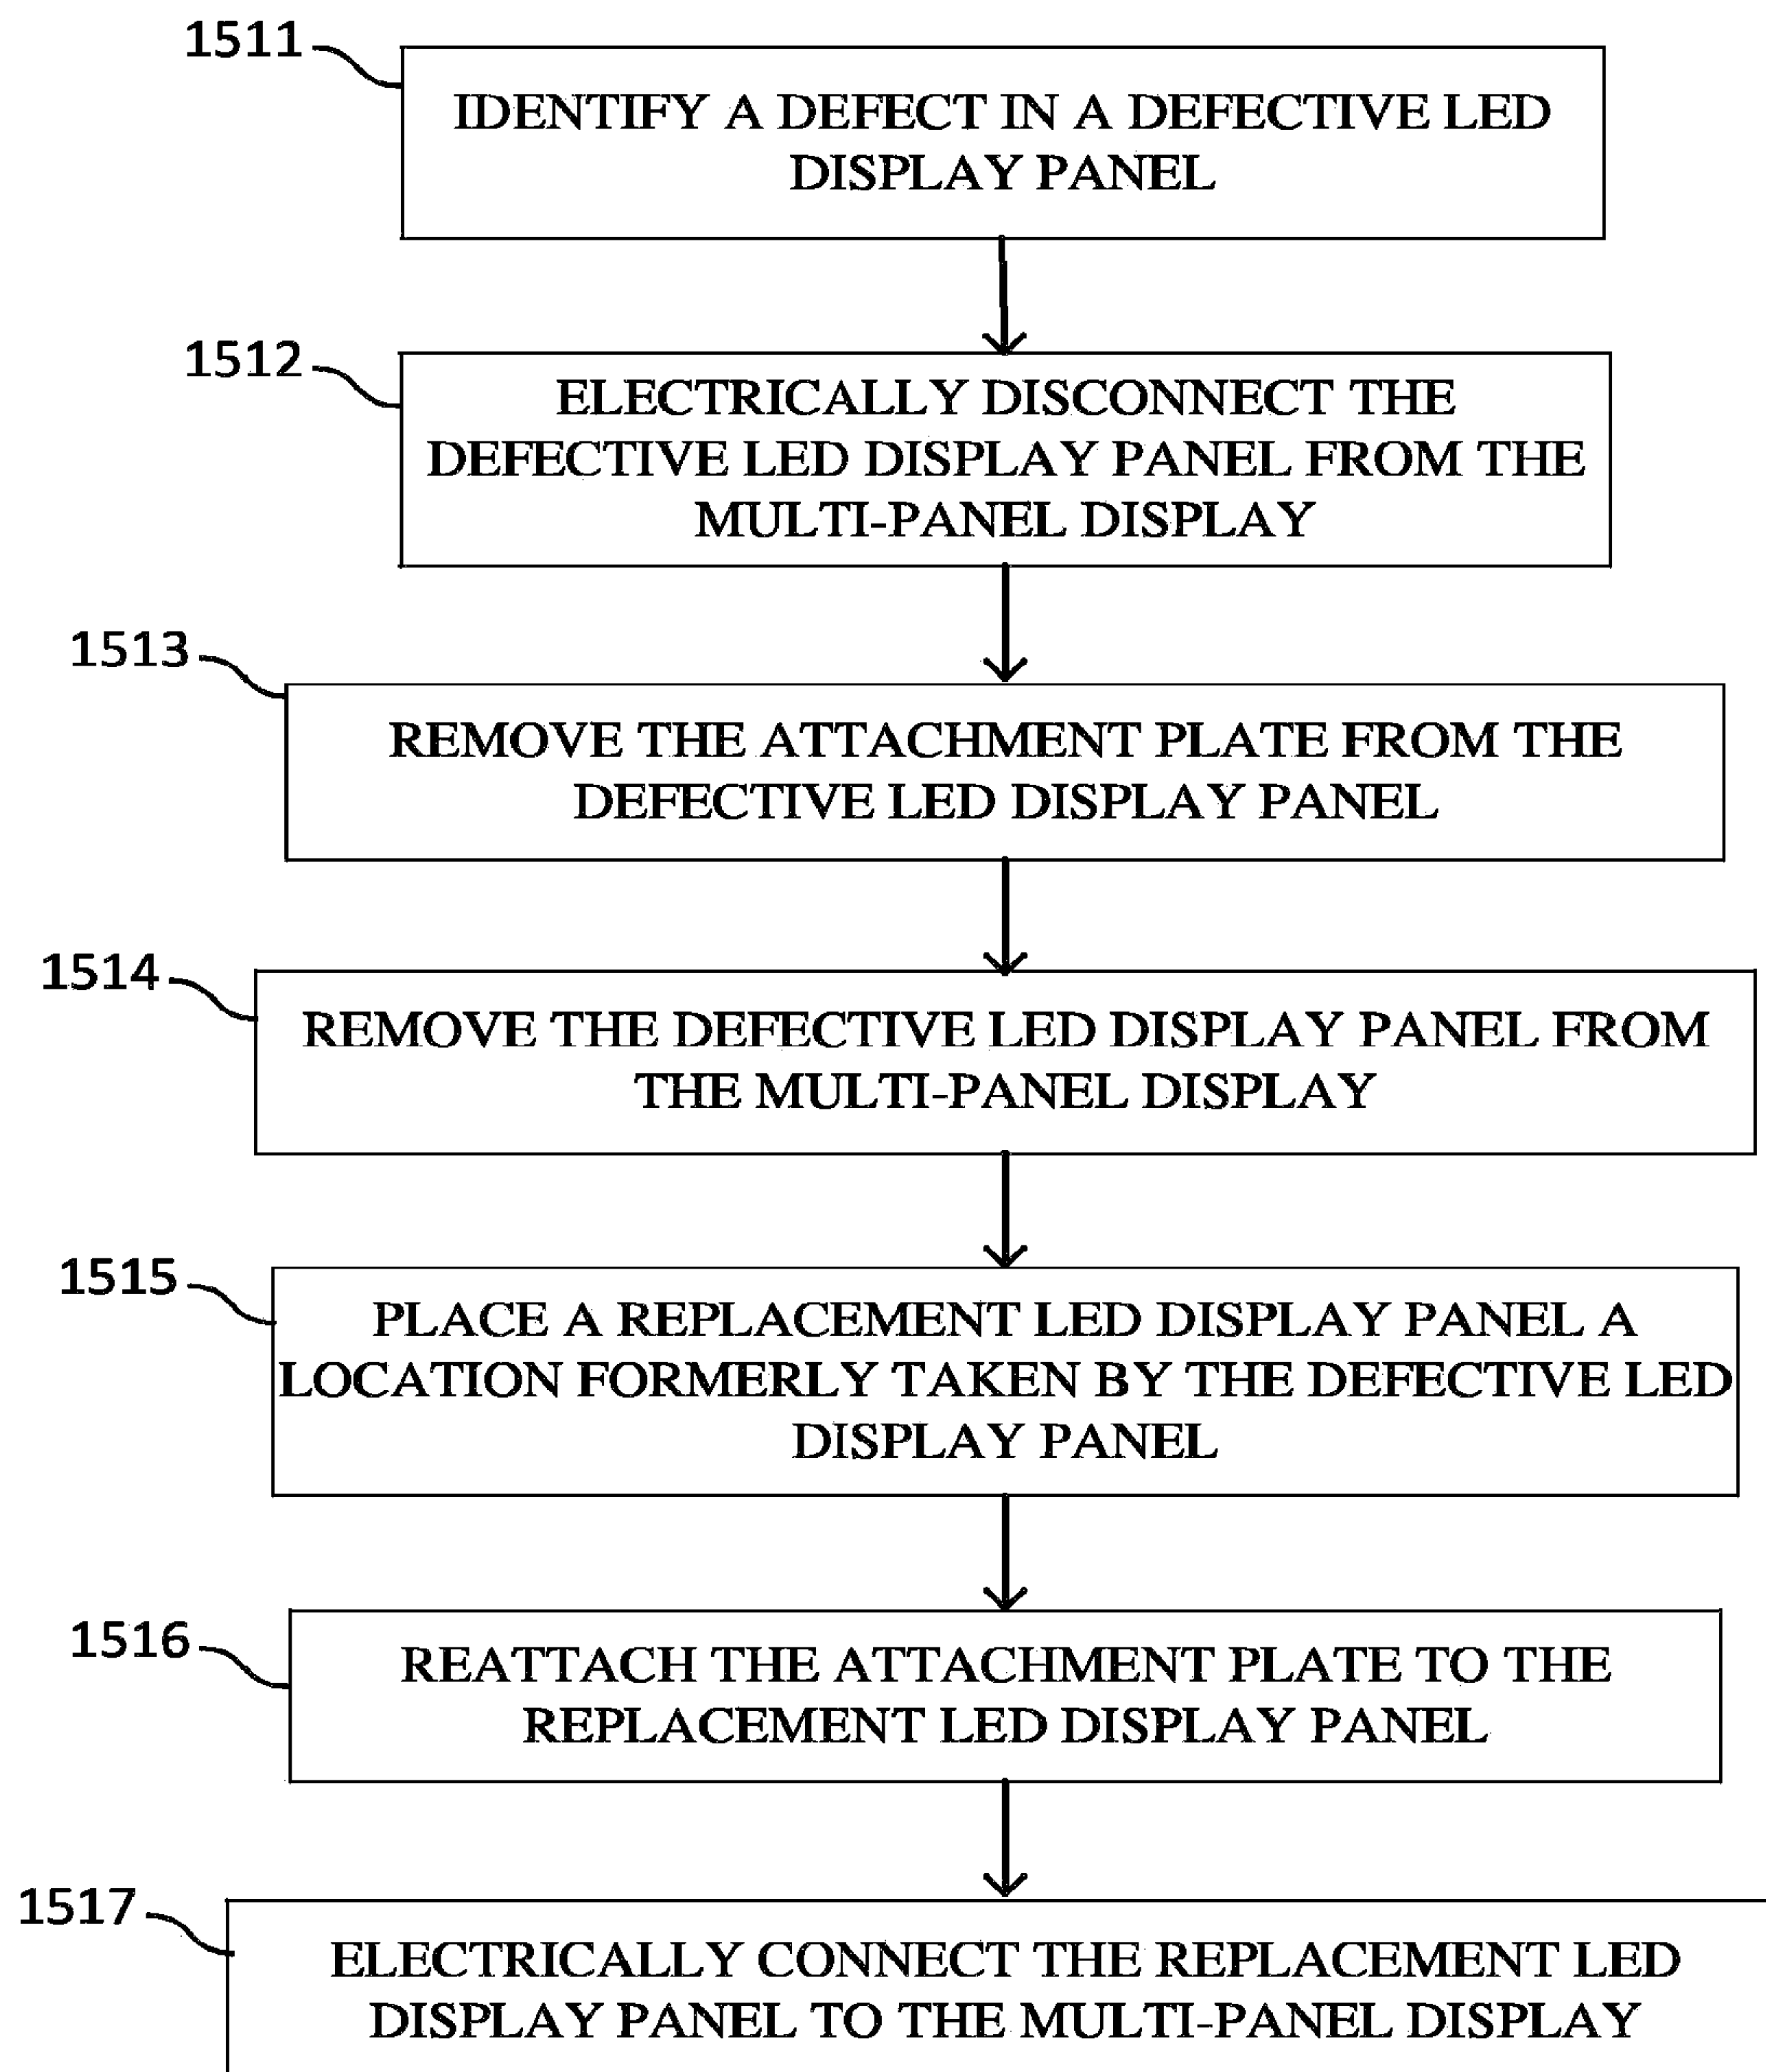 1511
IDENTIFY A DEFECT IN A DEFECTIVE LED
DISPLAY PANEL
1512
ELECTRICALLY DISCONNECT THE
DEFECTIVE LED DISPLAY PANEL FROM THE
MULTI-PANEL DISPLAY
1513
REMOVE THE ATTACHMENT PLATE FROM THE
DEFECTIVE LED DISPLAY PANEL
1514
REMOVE THE DEFECTIVE LED DISPLAY PANEL FROM
THE MULTI-PANEL DISPLAY
1515
PLACE A REPLACEMENT LED DISPLAY PANEL A
LOCATION FORMERLY TAKEN BY THE DEFECTIVE LED
DISPLAY PANEL
1516
REATTACH THE ATTACHMENT PLATE TO THE
REPLACEMENT LED DISPLAY PANEL
1517
ELECTRICALLY CONNECT THE REPLACEMENT LED
DISPLAY PANEL TO THE MULTI-PANEL DISPLAY